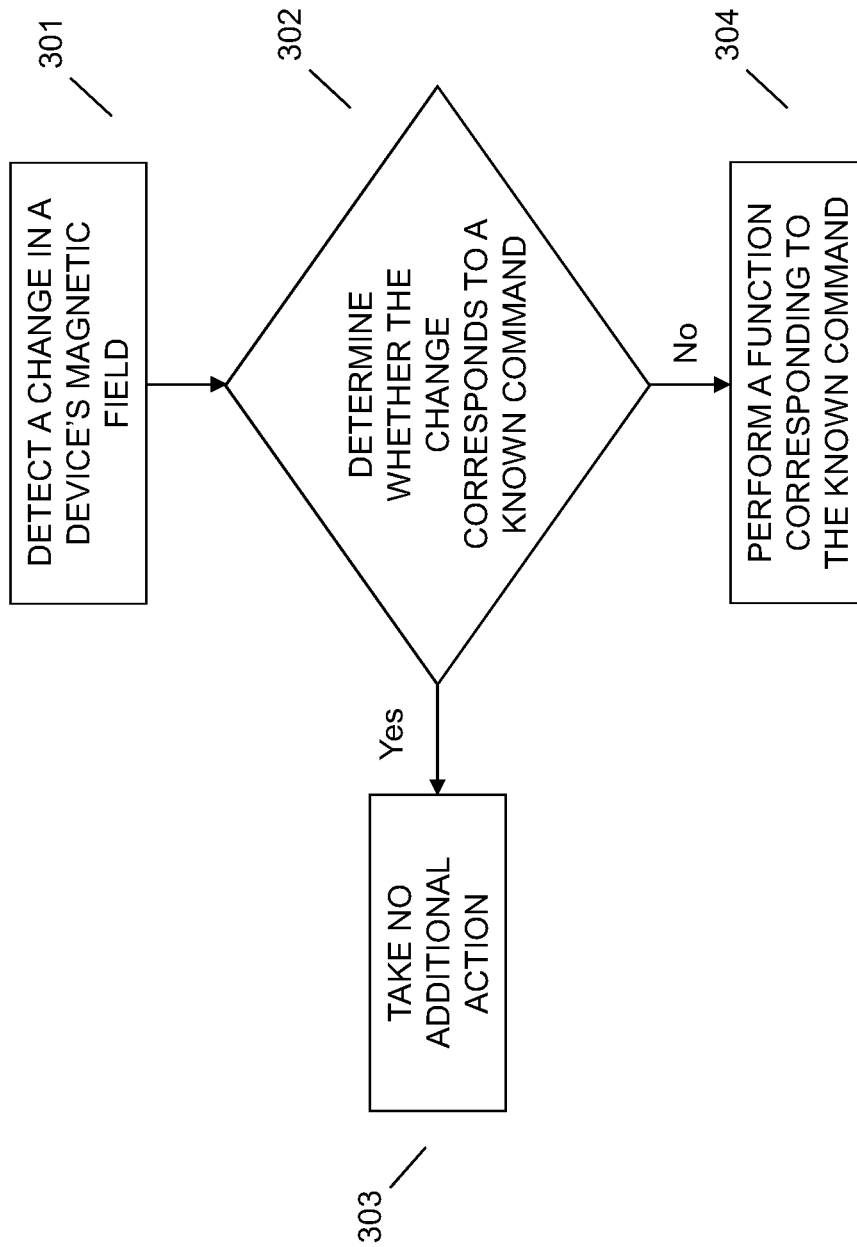 301
DETECT A CHANGE IN A
DEVICE'S MAGNETIC
FIELD
302
DETERMINE
WHETHER THE
CHANGE
CORRESPONDS TO A
KNOWN COMMAND
Yes
303
TAKE NO
ADDITIONAL
ACTION
No
304
PERFORM A FUNCTION
CORRESPONDING TO
THE KNOWN COMMAND